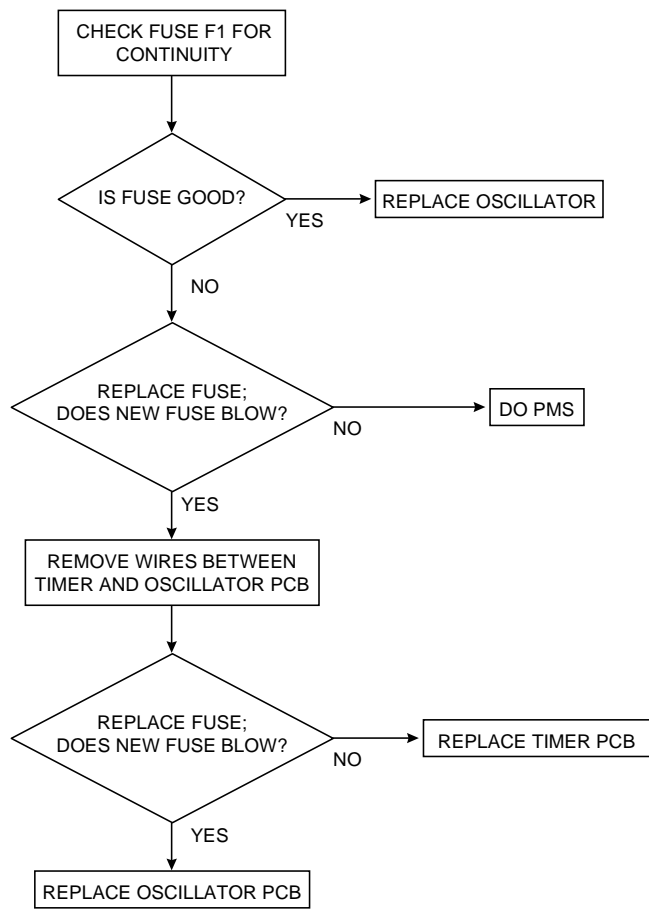 CHECK FUSE F1 FOR
CONTINUITY
IS FUSE GOOD?
YES
REPLACE OSCILLATOR
NO
REPLACE FUSE;
DOES NEW FUSE BLOW?
NO
DO PMS
YES
REMOVE WIRES BETWEEN
TIMER AND OSCILLATOR PCB
REPLACE FUSE;
DOES NEW FUSE BLOW?
NO
REPLACE TIMER PCB
YES
REPLACE OSCILLATOR PCB